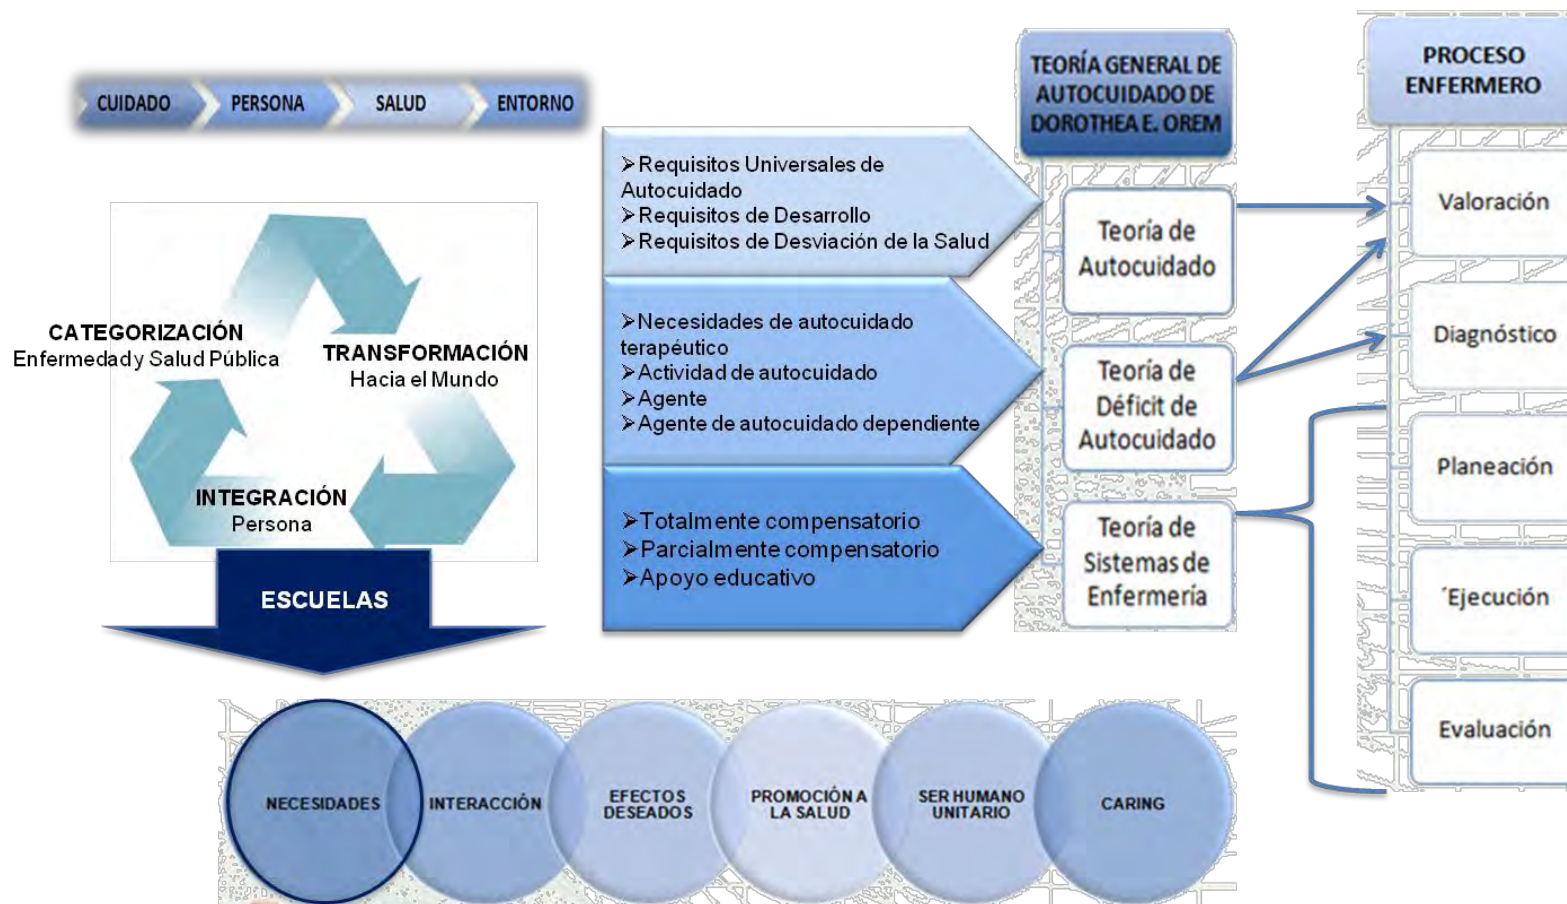 CUIDADO
PERSONA
SALUD
ENTORNO
CATEGORIZACIÓN
Enfermedad y Salud Pública
TRANSFORMACIÓN
Hacia el Mundo
INTEGRACIÓN
Persona
ESCUELAS
➢Requisitos Universales de
Autocuidado
➢Requisitos de Desarrollo
➢Requisitos de Desviación de la Salud
➢Necesidades de autocuidado
terapéutico
➢Actividad de autocuidado
➢Agente
➢Agente de autocuidado dependiente
➢Totalmente compensatorio
➢Parcialmente compensatorio
➢Apoyo educativo
TEORÍA GENERAL DE
AUTOCUIDADO DE
DOROTHEA E. OREM
Teoría de
Autocuidado
Teoría de
Déficit de
Autocuidado
Teoría de
Sistemas de
Enfermería
PROCESO
ENFERMERO
Valoración
Diagnóstico
Planeación
´Ejecución
Evaluación
NECESIDADES
INTERACCIÓN
EFECTOS
DESEADOS
PROMOCIÓN A
LA SALUD
SER HUMANO
UNITARIO
CARING